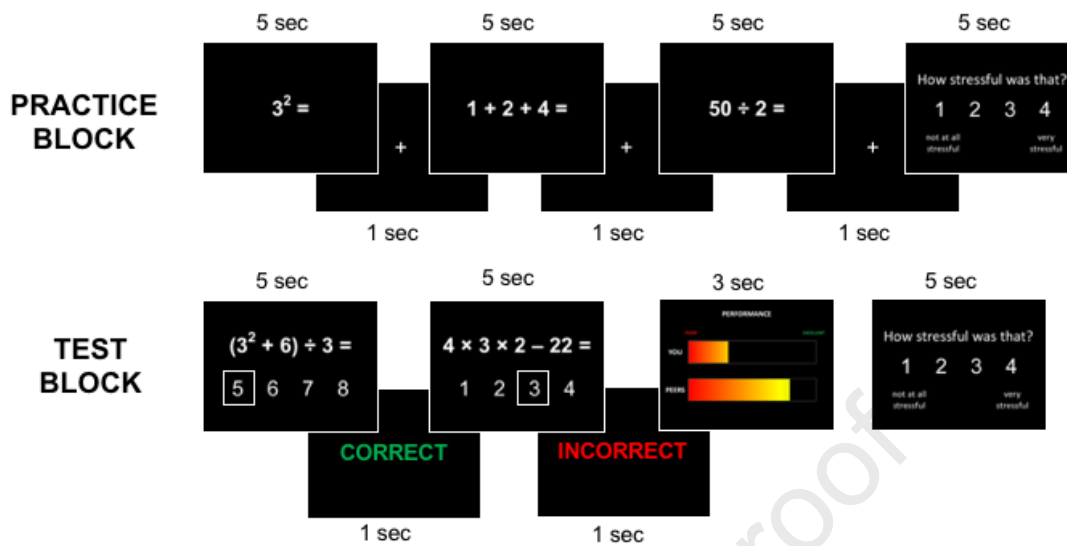 5 sec 5 sec 5 sec 5 sec
PRACTICE
BLOCK
3² =
1 + 2 + 4 =
50 ÷ 2 =
How stressful was that?
1 2 3 4
not at all
stressful
very
stressful
+ + +
1 sec 1 sec 1 sec
5 sec 5 sec 3 sec 5 sec
TEST
BLOCK
(3² + 6) ÷ 3 =
5 6 7 8
4 × 3 × 2 – 22 =
1 2 3 4
PERFORMANCE
EXCELLENT
YOU
PEERS
How stressful was that?
1 2 3 4
not at all
stressful
very
stressful
CORRECT
INCORRECT
1 sec 1 sec